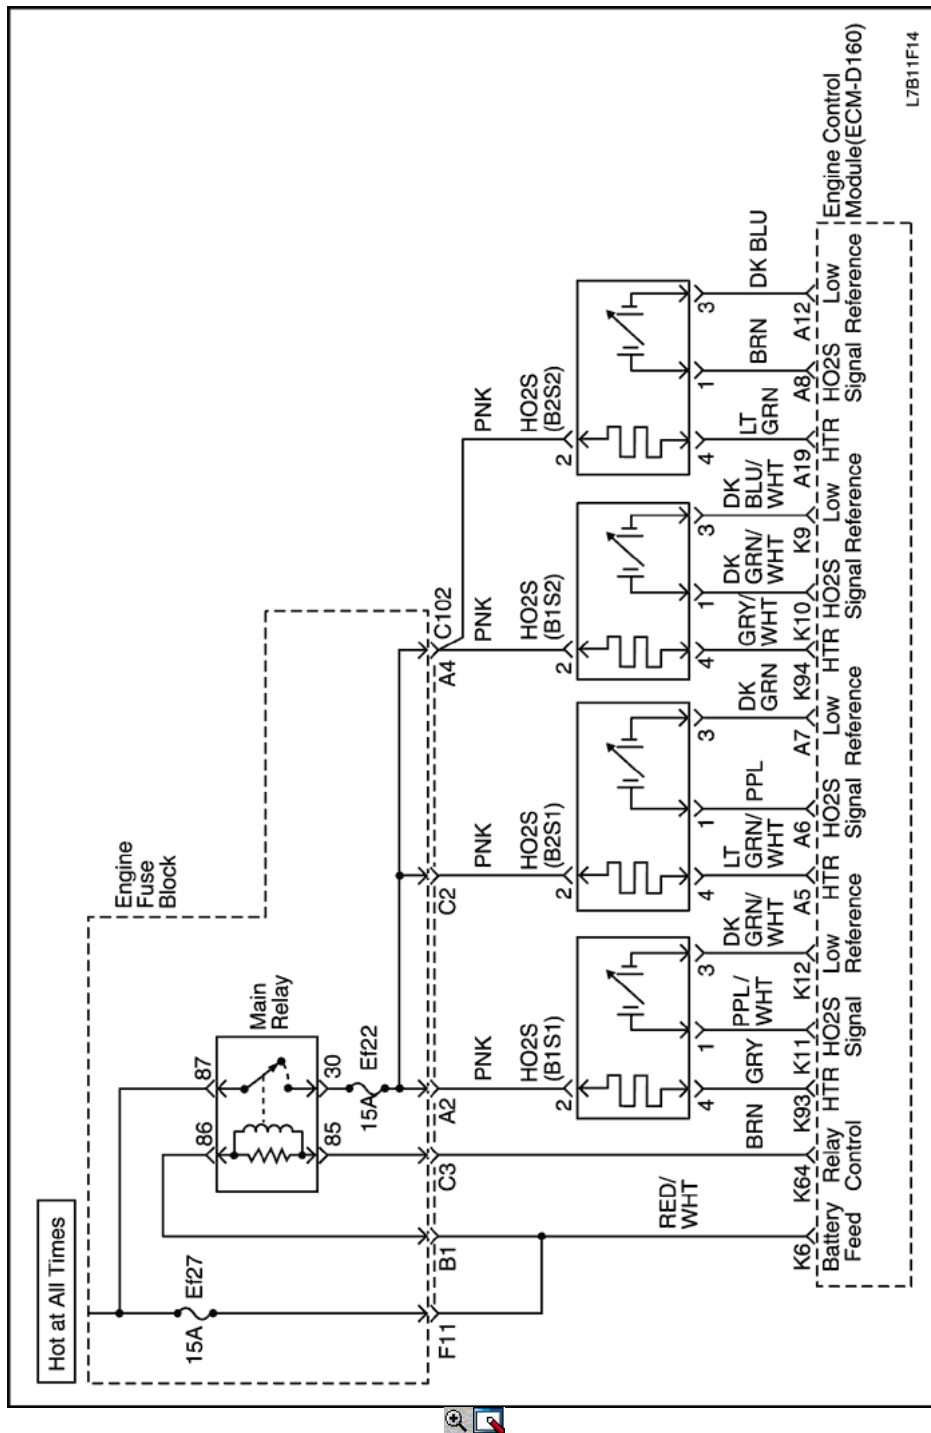 Hot at All Times
Ef27
15A
F11
Engine
Fuse
Block
Main
Relay
86
87
85
30
Ef22
15A
B1
C3
A2
C2
A4
C102
RED/
WHT
BRN
PNK
PNK
PNK
PNK
HO2S
(B1S1)
HO2S
(B2S1)
HO2S
(B1S2)
HO2S
(B2S2)
2
2
2
2
4
1
3
4
1
3
4
1
3
4
1
3
GRY
PPL/
WHT
DK
GRN/
WHT
LT
GRN/
WHT
PPL
DK
GRN
GRY/
WHT
DK
GRN/
WHT
DK
BLU/
WHT
LT
GRN
BRN
DK BLU
K6
K64
K93
K11
K12
A5
A6
A7
K94
K10
K9
A19
A8
A12
Battery
Feed
Relay
Control
HTR
HO2S
Signal
Low
Reference
HTR
HO2S
Signal
Low
Reference
HTR
HO2S
Signal
Low
Reference
HTR
HO2S
Signal
Low
Reference
Engine Control
Module(ECM-D160)
L7B11F14